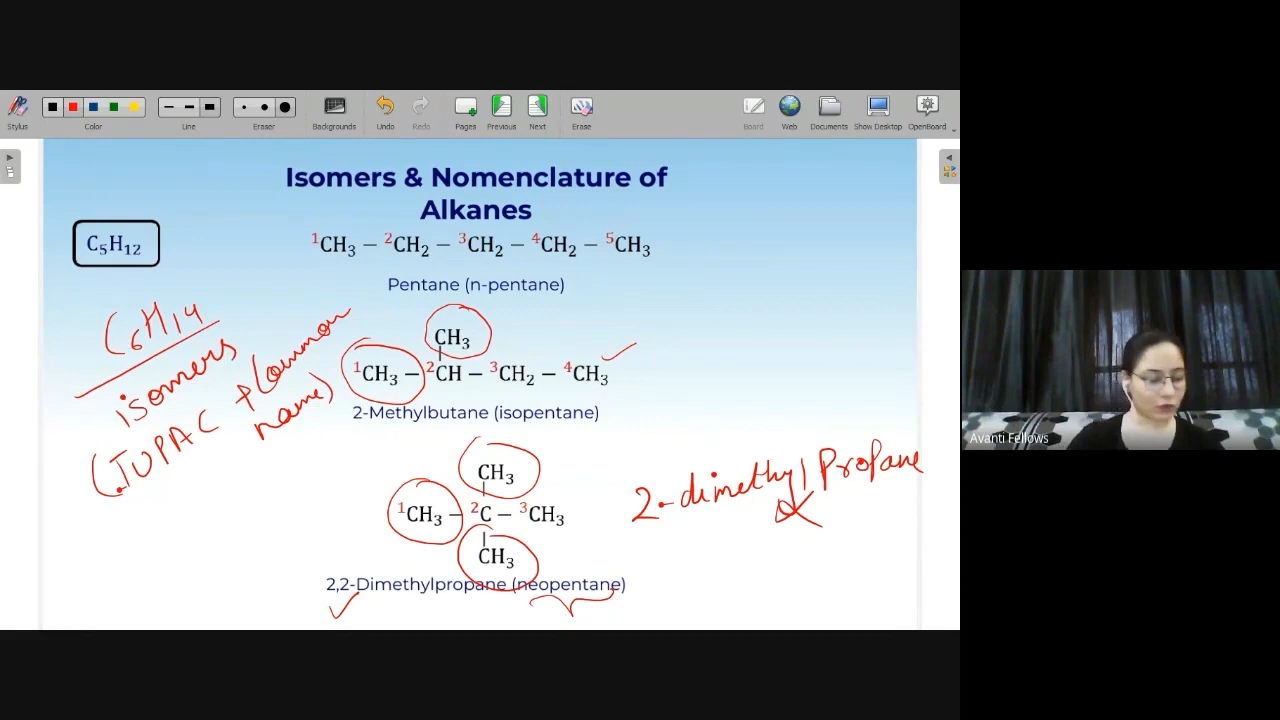 Stylus
Color
Line
Eraser
Backgrounds
Undo
Redo
Pages
Previous
Next
Erase
Board
Web
Documents
Show Desktop
OpenBoard
Isomers & Nomenclature of
Alkanes
C₅H₁₂
¹CH₃ – ²CH₂ – ³CH₂ – ⁴CH₂ – ⁵CH₃
Pentane (n-pentane)
C₆H₁₄
isomers
(IUPAC + Common
name)
CH₃
¹CH₃ – ²CH – ³CH₂ – ⁴CH₃
2-Methylbutane (isopentane)
CH₃
¹CH₃ – ²C – ³CH₃
CH₃
2,2-Dimethylpropane (neopentane)
2-dimethyl Propane
Avanti Fellows